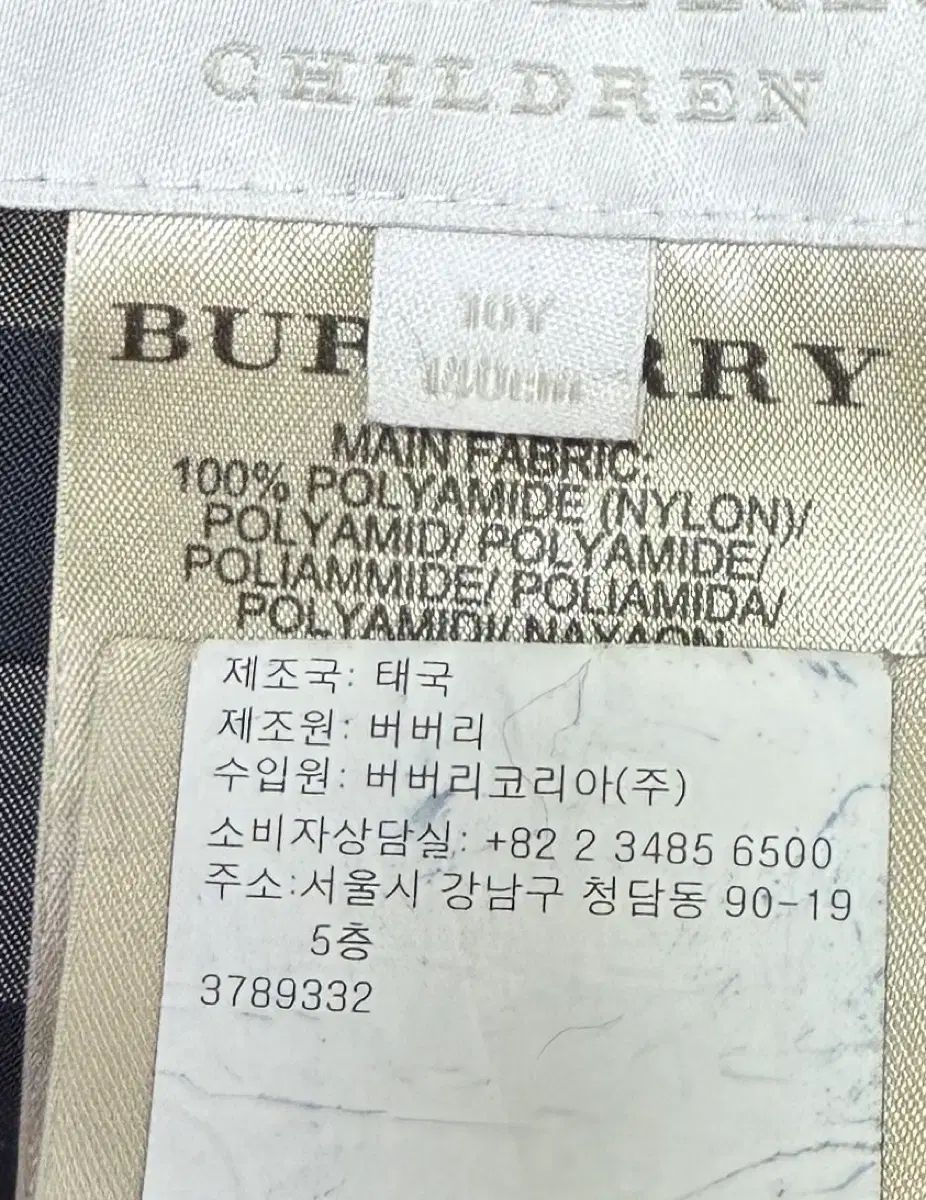 CHILDREN
10Y
140cm
BURBERRY
MAIN FABRIC:
100% POLYAMIDE (NYLON)/
POLYAMID/ POLYAMIDE/
POLIAMMIDE/ POLIAMIDA/
제조국: 태국
제조원: 버버리
수입원: 버버리코리아(주)
소비자상담실: +82 2 3485 6500
주소:서울시 강남구 청담동 90-19
5층
3789332